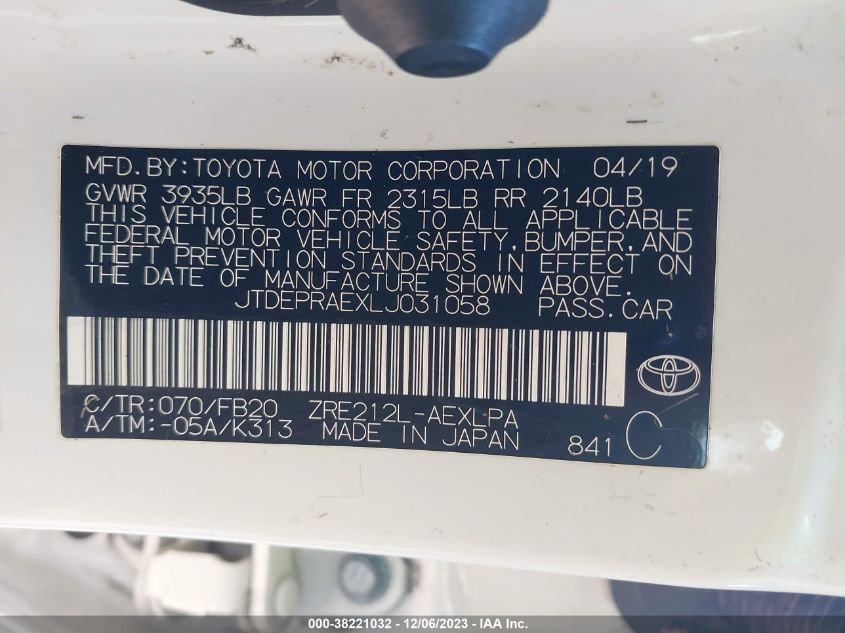 MFD.BY:TOYOTA MOTOR CORPORATION 04/19
GVWR 3935LB GAWR FR 2315LB RR 2140LB
THIS VEHICLE CONFORMS TO ALL APPLICABLE
FEDERAL MOTOR VEHICLE SAFETY,BUMPER,AND
THEFT PREVENTION STANDARDS IN EFFECT ON
THE DATE OF MANUFACTURE SHOWN ABOVE.
JTDEPRAEXLJ031058 PASS.CAR
C/TR:070/FB20 ZRE212L-AEXLPA
A/TM:-05A/K313 MADE IN JAPAN 841 C
000-38221032 - 12/06/2023 - IAA Inc.